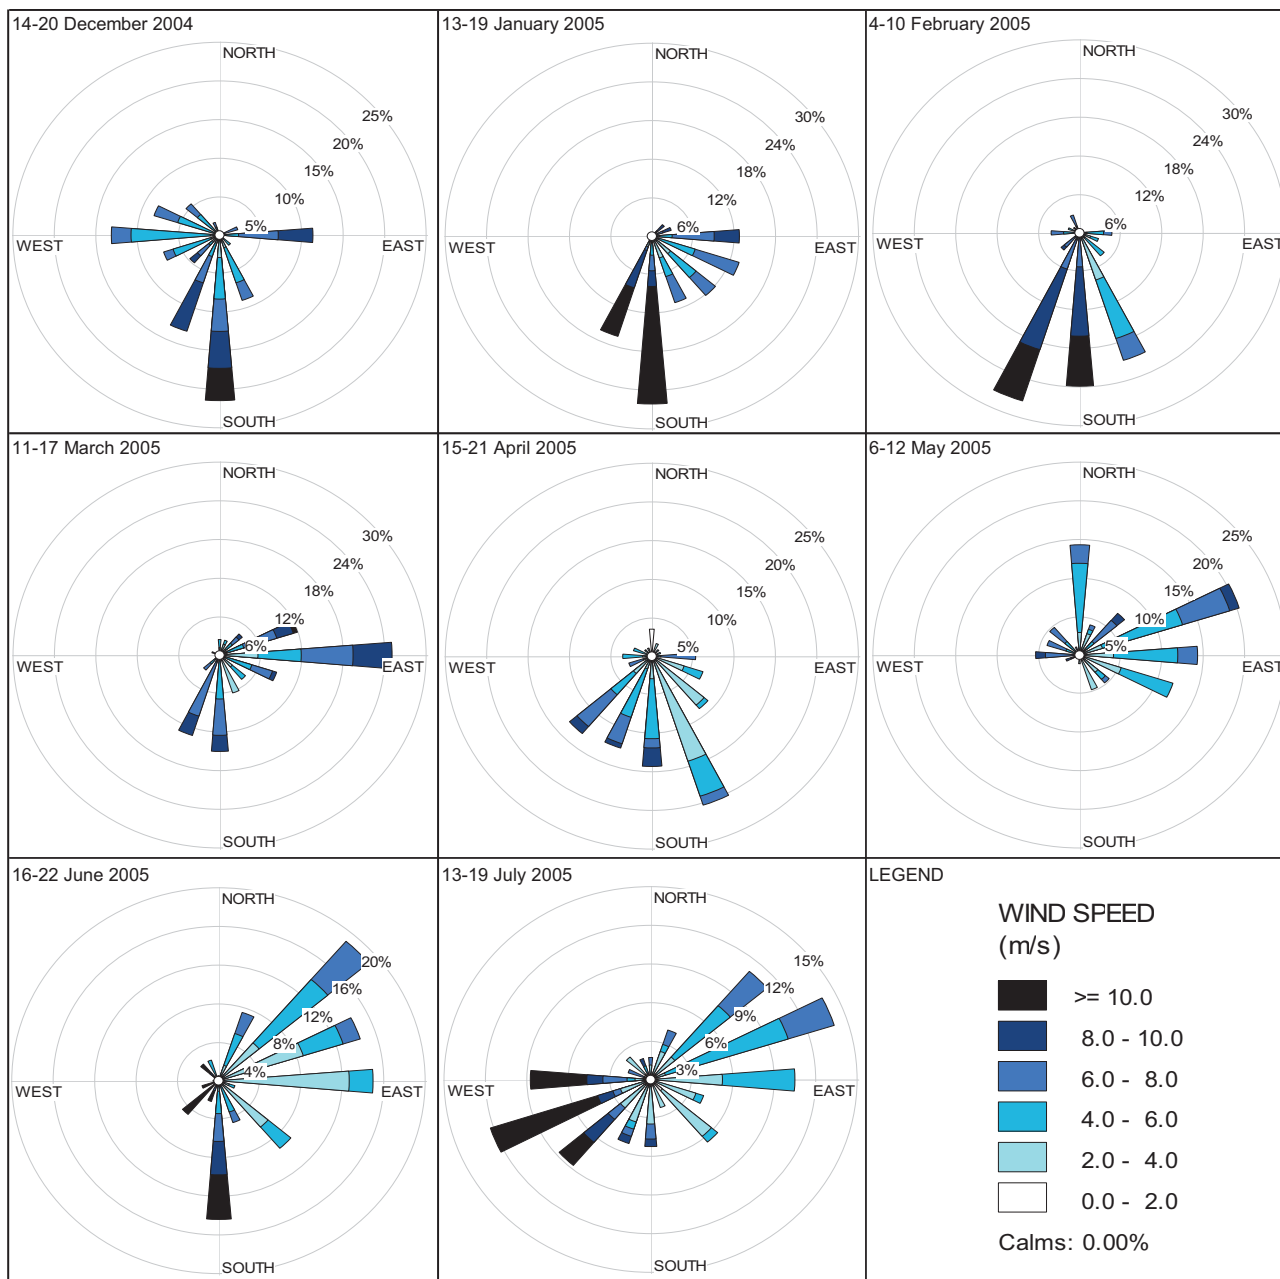 14-20 December 2004
NORTH
25%
20%
15%
10%
5%
WEST
EAST
SOUTH
13-19 January 2005
NORTH
30%
24%
18%
12%
6%
WEST
EAST
SOUTH
4-10 February 2005
NORTH
30%
24%
18%
12%
6%
WEST
EAST
SOUTH
11-17 March 2005
NORTH
30%
24%
18%
12%
6%
WEST
EAST
SOUTH
15-21 April 2005
NORTH
25%
20%
15%
10%
5%
WEST
EAST
SOUTH
6-12 May 2005
NORTH
25%
20%
15%
10%
5%
WEST
EAST
SOUTH
16-22 June 2005
NORTH
20%
16%
12%
8%
4%
WEST
EAST
SOUTH
13-19 July 2005
NORTH
15%
12%
9%
6%
3%
WEST
EAST
SOUTH
LEGEND
WIND SPEED
(m/s)
>= 10.0
8.0 - 10.0
6.0 - 8.0
4.0 - 6.0
2.0 - 4.0
0.0 - 2.0
Calms: 0.00%